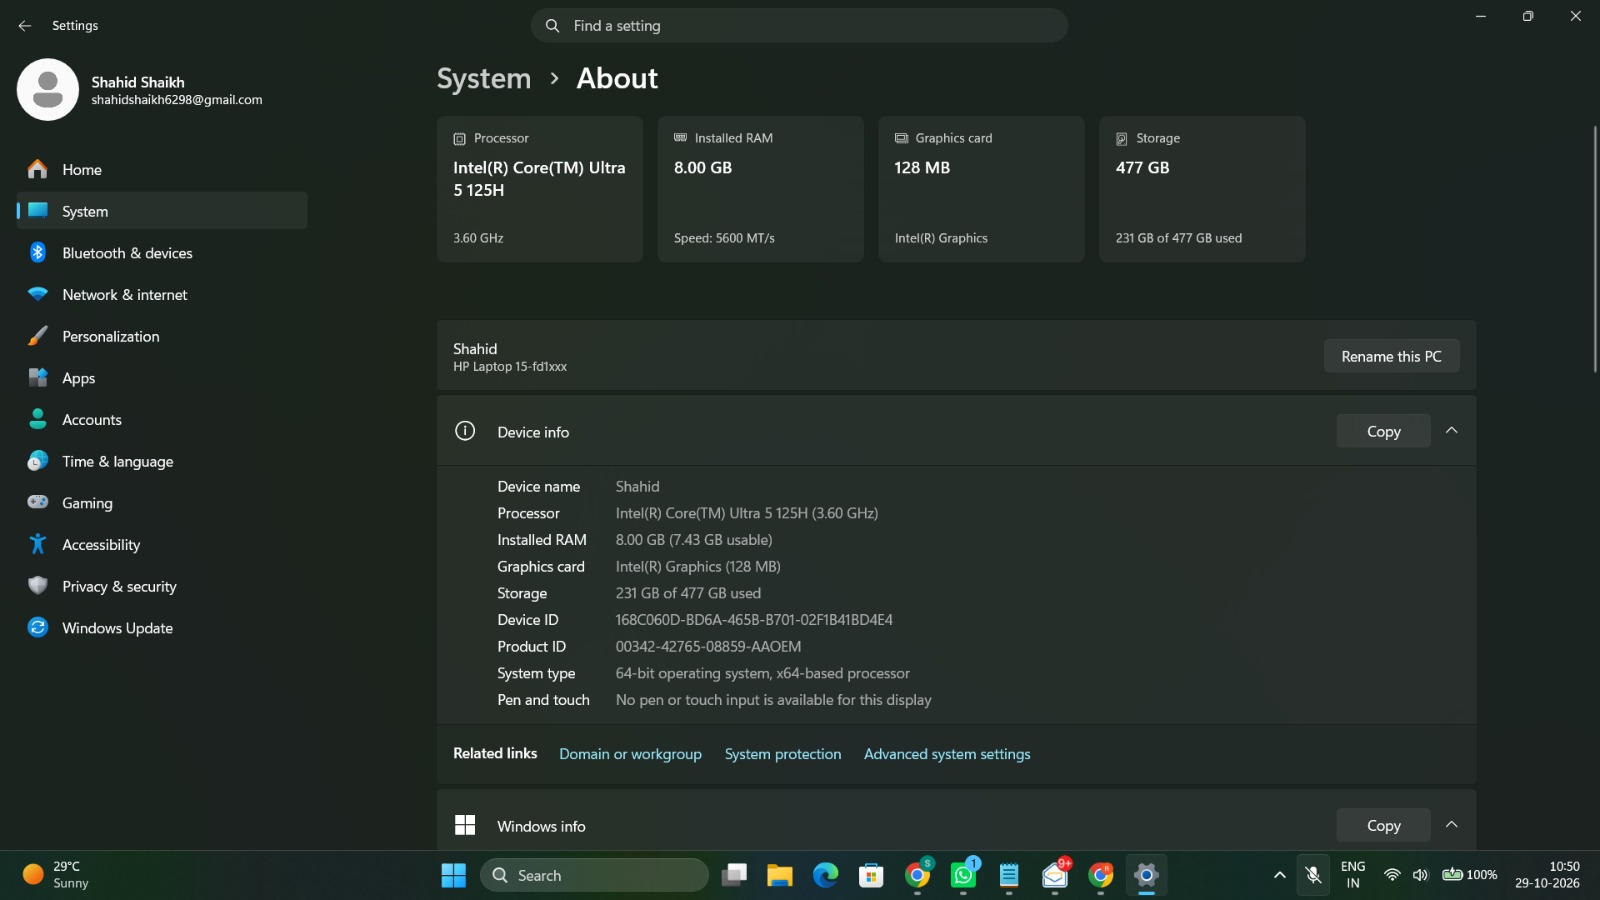 Settings
Find a setting
Shahid Shaikh
shahidshaikh6298@gmail.com
Home
System
Bluetooth & devices
Network & internet
Personalization
Apps
Accounts
Time & language
Gaming
Accessibility
Privacy & security
Windows Update
System > About
Processor
Intel(R) Core(TM) Ultra
5 125H
3.60 GHz
Installed RAM
8.00 GB
Speed: 5600 MT/s
Graphics card
128 MB
Intel(R) Graphics
Storage
477 GB
231 GB of 477 GB used
Shahid
HP Laptop 15-fd1xxx
Rename this PC
Device info
Copy
Device name Shahid
Processor Intel(R) Core(TM) Ultra 5 125H (3.60 GHz)
Installed RAM 8.00 GB (7.43 GB usable)
Graphics card Intel(R) Graphics (128 MB)
Storage 231 GB of 477 GB used
Device ID 168C060D-BD6A-465B-B701-02F1B41BD4E4
Product ID 00342-42765-08859-AAOEM
System type 64-bit operating system, x64-based processor
Pen and touch No pen or touch input is available for this display
Related links Domain or workgroup System protection Advanced system settings
Windows info
Copy
29°C
Sunny
Search
S
1
9+
ENG
IN
100%
10:50
29-10-2026